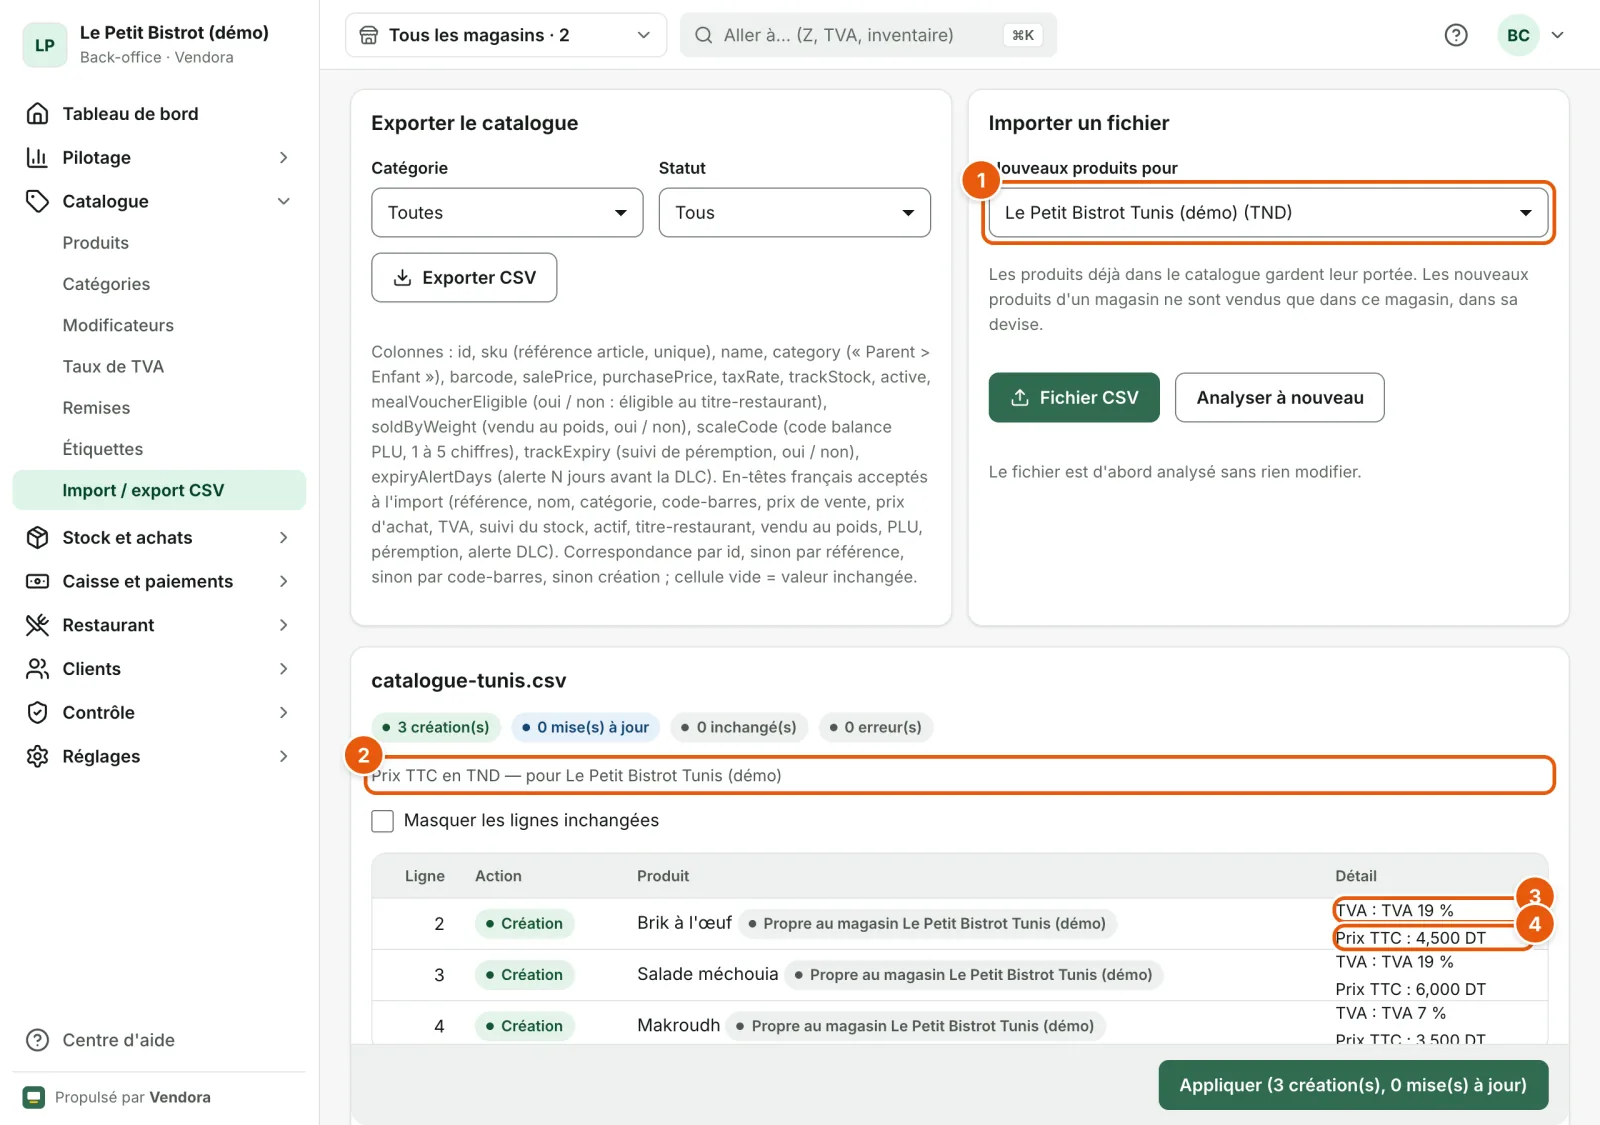 LP
Le Petit Bistrot (démo)
Back-office · Vendora
Tableau de bord
Pilotage
Catalogue
Produits
Catégories
Modificateurs
Taux de TVA
Remises
Étiquettes
Import / export CSV
Stock et achats
Caisse et paiements
Restaurant
Clients
Contrôle
Réglages
Centre d'aide
Propulsé par Vendora
Tous les magasins · 2
Aller à... (Z, TVA, inventaire)
⌘K
BC
Exporter le catalogue
Catégorie
Statut
Toutes
Tous
Exporter CSV
Colonnes : id, sku (référence article, unique), name, category (« Parent >
Enfant »), barcode, salePrice, purchasePrice, taxRate, trackStock, active,
mealVoucherEligible (oui / non : éligible au titre-restaurant),
soldByWeight (vendu au poids, oui / non), scaleCode (code balance
PLU, 1 à 5 chiffres), trackExpiry (suivi de péremption, oui / non),
expiryAlertDays (alerte N jours avant la DLC). En-têtes français acceptés
à l'import (référence, nom, catégorie, code-barres, prix de vente, prix
d'achat, TVA, suivi du stock, actif, titre-restaurant, vendu au poids, PLU,
péremption, alerte DLC). Correspondance par id, sinon par référence,
sinon par code-barres, sinon création ; cellule vide = valeur inchangée.
Importer un fichier
1
Nouveaux produits pour
Le Petit Bistrot Tunis (démo) (TND)
Les produits déjà dans le catalogue gardent leur portée. Les nouveaux
produits d'un magasin ne sont vendus que dans ce magasin, dans sa
devise.
Fichier CSV
Analyser à nouveau
Le fichier est d'abord analysé sans rien modifier.
catalogue-tunis.csv
3 création(s)
0 mise(s) à jour
0 inchangé(s)
0 erreur(s)
2
Prix TTC en TND — pour Le Petit Bistrot Tunis (démo)
Masquer les lignes inchangées
Ligne Action Produit Détail
3
2 Création Brik à l'œuf Propre au magasin Le Petit Bistrot Tunis (démo) TVA : TVA 19 %
4
Prix TTC : 4,500 DT
3 Création Salade méchouia Propre au magasin Le Petit Bistrot Tunis (démo) TVA : TVA 19 %
Prix TTC : 6,000 DT
4 Création Makroudh Propre au magasin Le Petit Bistrot Tunis (démo) TVA : TVA 7 %
Prix TTC : 3,500 DT
Appliquer (3 création(s), 0 mise(s) à jour)